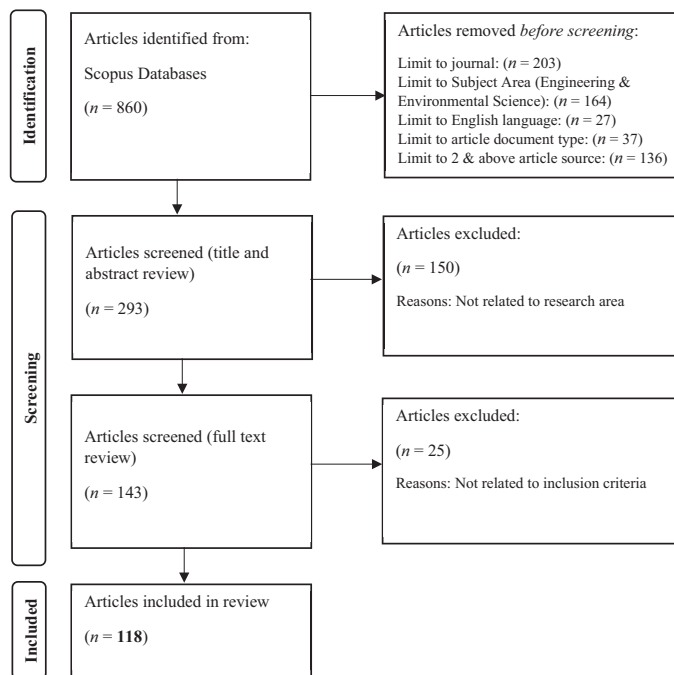 Identification
Articles identified from:
Scopus Databases
(n = 860)
Articles removed before screening:
Limit to journal: (n = 203)
Limit to Subject Area (Engineering &
Environmental Science): (n = 164)
Limit to English language: (n = 27)
Limit to article document type: (n = 37)
Limit to 2 & above article source: (n = 136)
Screening
Articles screened (title and
abstract review)
(n = 293)
Articles excluded:
(n = 150)
Reasons: Not related to research area
Articles screened (full text
review)
(n = 143)
Articles excluded:
(n = 25)
Reasons: Not related to inclusion criteria
Included
Articles included in review
(n = 118)